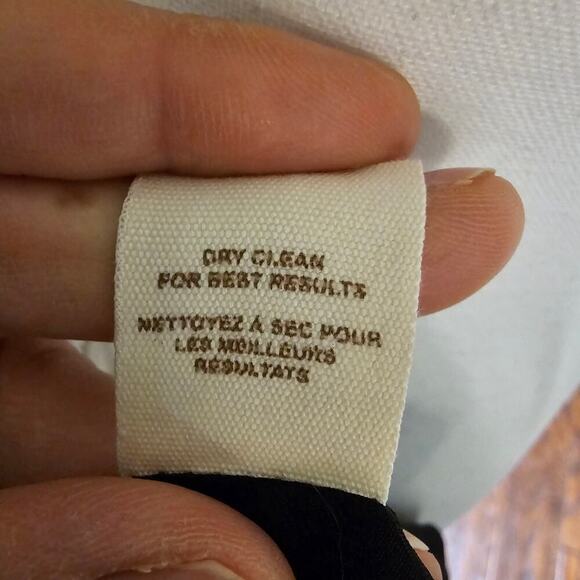 DRY CLEAN
FOR BEST RESULTS
NETTOYEZ À SEC POUR
LES MEILLEURS
RÉSULTATS